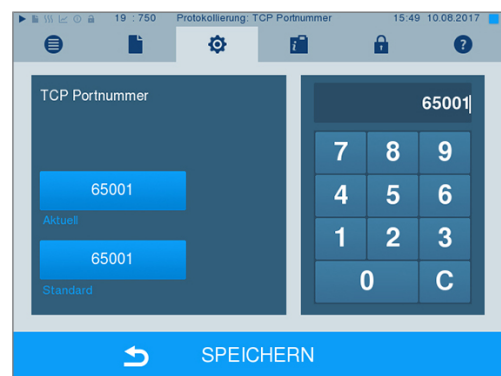 19 : 750 Protokollierung: TCP Portnummer 15:49 10.08.2017
TCP Portnummer
65001
65001
Aktuell
65001
Standard
7 8 9
4 5 6
1 2 3
0 C
SPEICHERN